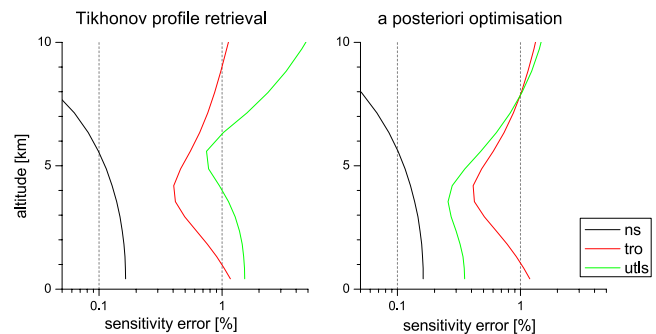 Tikhonov profile retrieval
a posteriori optimisation
10
5
0
altitude [km]
0.1
1
sensitivity error [%]
10
5
0
0.1
1
sensitivity error [%]
ns
tro
utls